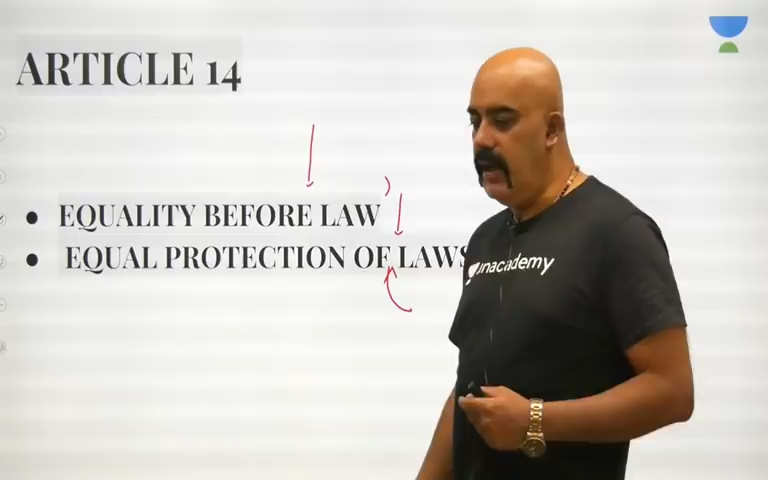 ARTICLE 14
● EQUALITY BEFORE LAW
● EQUAL PROTECTION OF LAWS
unacademy